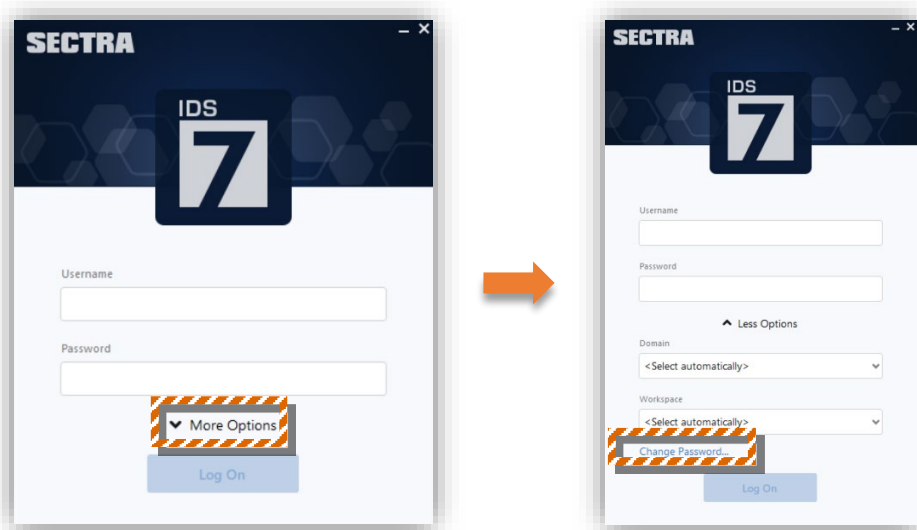 SECTRA
IDS
7
Username
Password
More Options
Log On
SECTRA
IDS
7
Username
Password
Less Options
Domain
<Select automatically>
Workspace
<Select automatically>
Change Password...
Log On